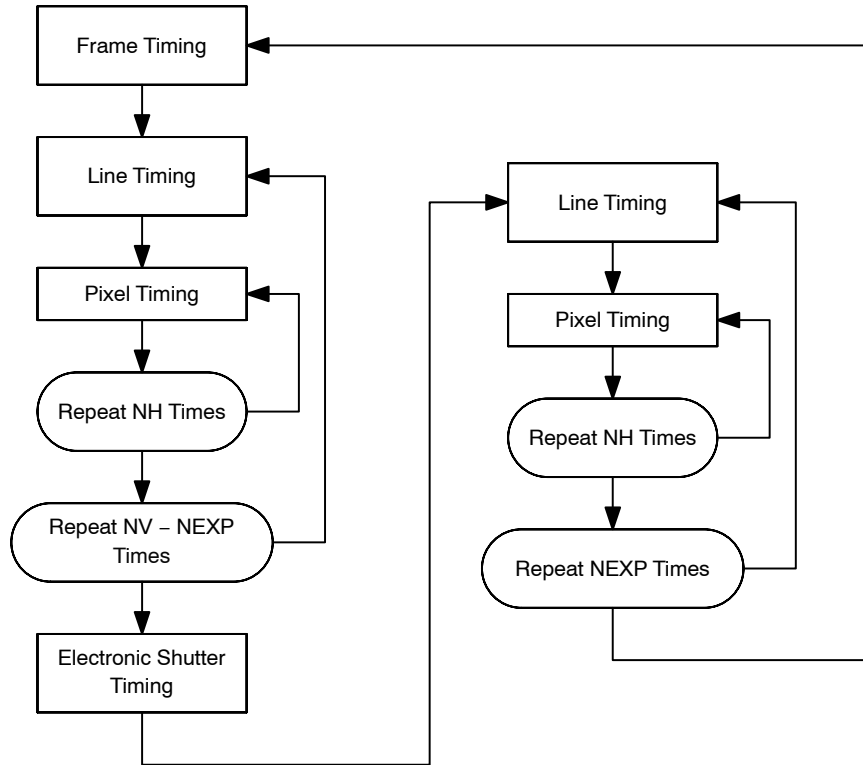 Frame Timing
Line Timing
Pixel Timing
Repeat NH Times
Repeat NV – NEXP
Times
Electronic Shutter
Timing
Line Timing
Pixel Timing
Repeat NH Times
Repeat NEXP Times